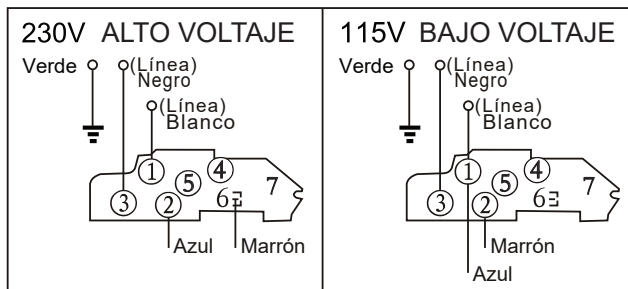 230V ALTO VOLTAJE
Verde
(Línea)
Negro
(Línea)
Blanco
1
4
5
7
6
3
2
Azul
Marrón
115V BAJO VOLTAJE
Verde
(Línea)
Negro
(Línea)
Blanco
1
4
5
7
6
3
2
Marrón
Azul